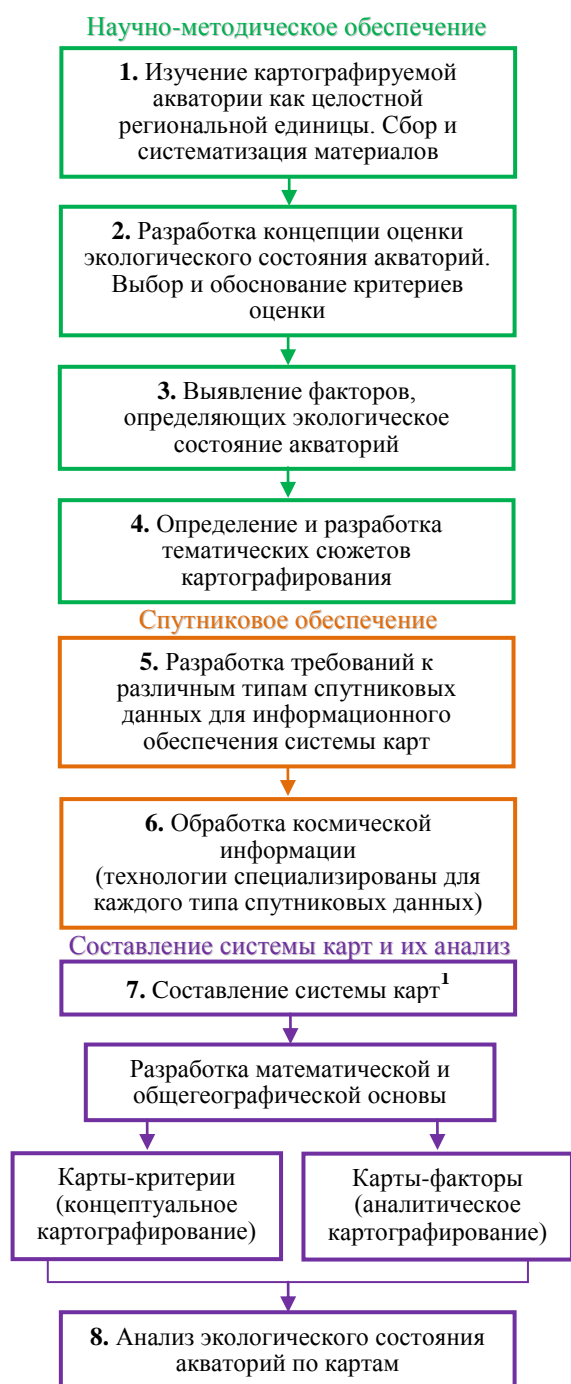 Научно-методическое обеспечение
1. Изучение картографируемой
акватории как целостной
региональной единицы. Сбор и
систематизация материалов
2. Разработка концепции оценки
экологического состояния акваторий.
Выбор и обоснование критериев
оценки
3. Выявление факторов,
определяющих экологическое
состояние акваторий
4. Определение и разработка
тематических сюжетов
картографирования
Спутниковое обеспечение
5. Разработка требований к
различным типам спутниковых
данных для информационного
обеспечения системы карт
6. Обработка космической
информации
(технологии специализированы для
каждого типа спутниковых данных)
Составление системы карт и их анализ
7. Составление системы карт¹
Разработка математической и
общегеографической основы
Карты-критерии
(концептуальное
картографирование)
Карты-факторы
(аналитическое
картографирование)
8. Анализ экологического состояния
акваторий по картам